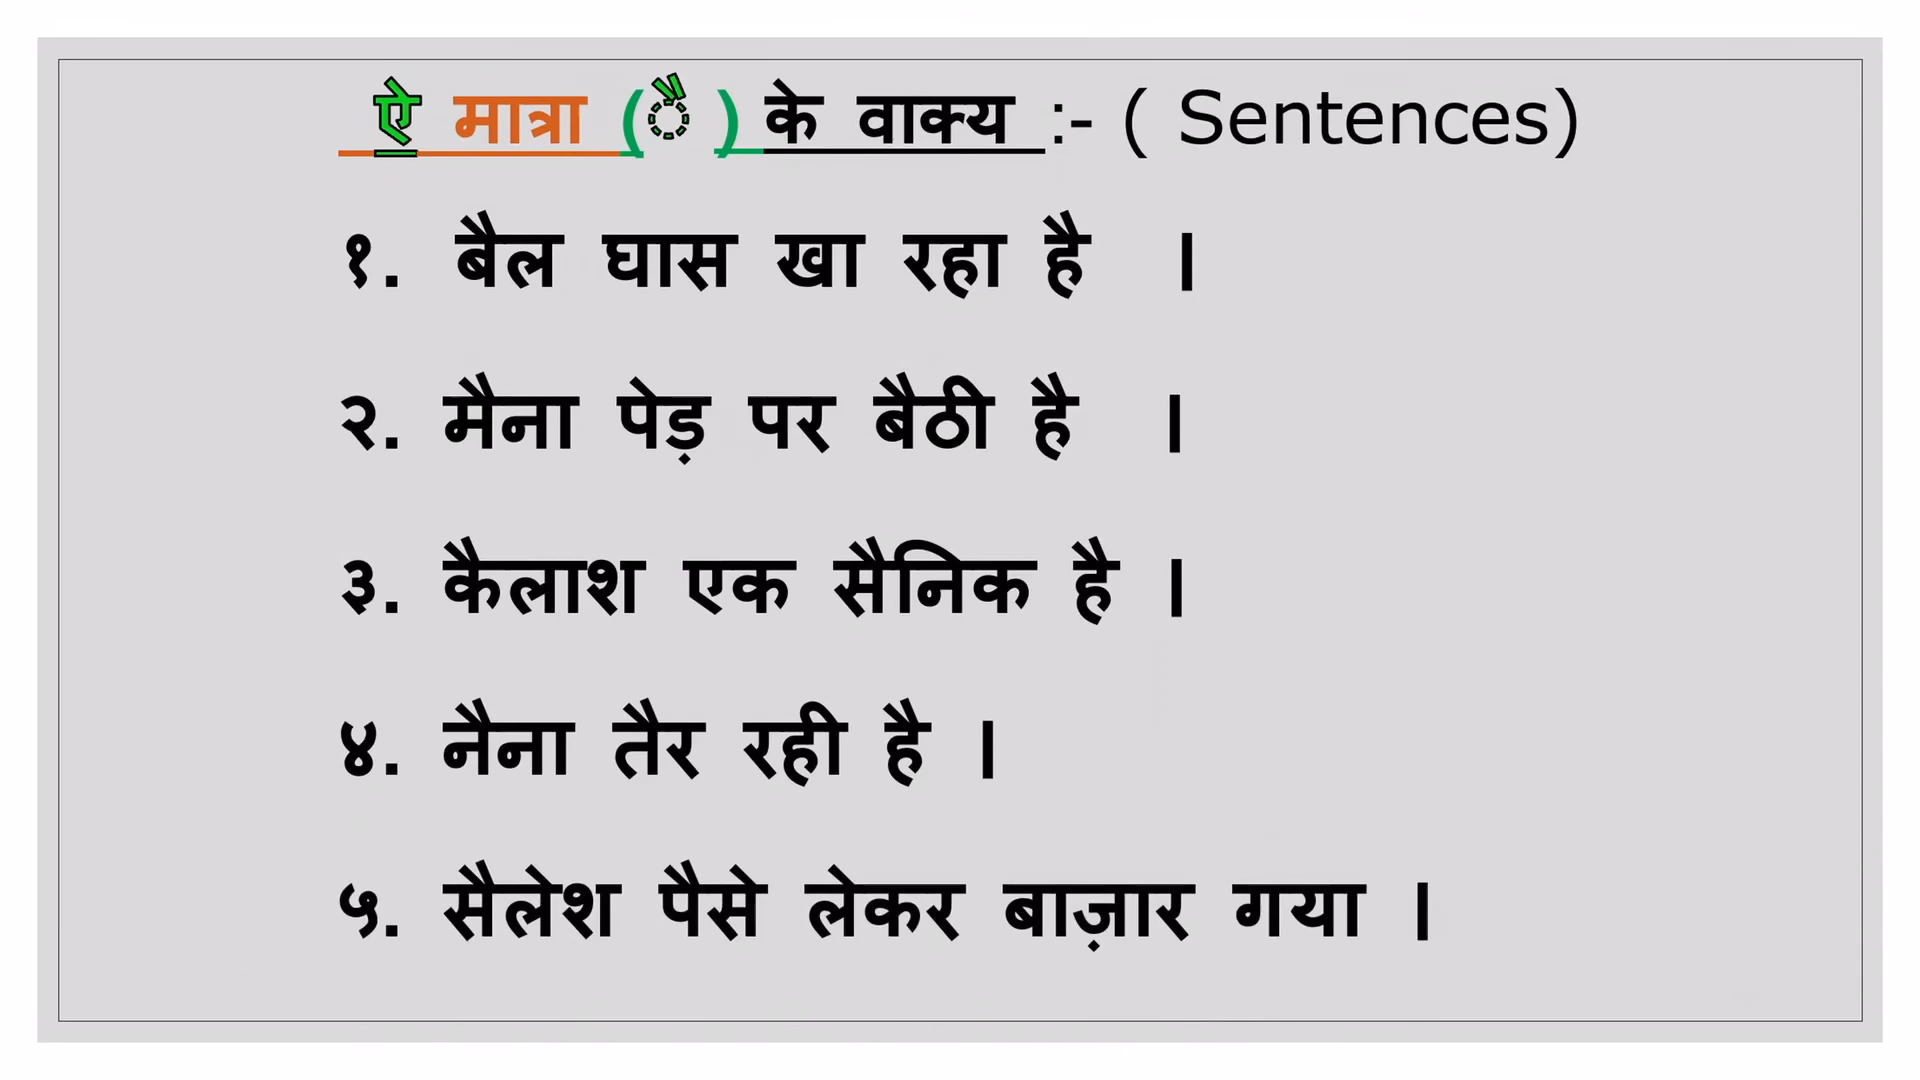 ऐ मात्रा (ै ) के वाक्य :- ( Sentences)
१. बैल घास खा रहा है ।
२. मैना पेड़ पर बैठी है ।
३. कैलाश एक सैनिक है ।
४. नैना तैर रही है ।
५. सैलेश पैसे लेकर बाज़ार गया ।